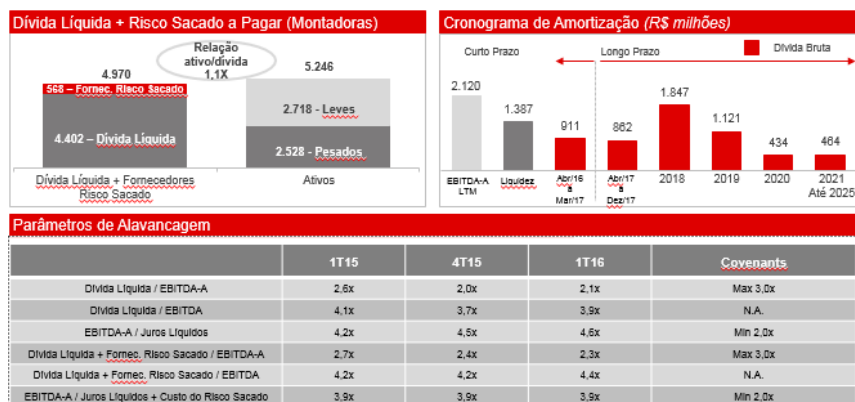 Dívida Líquida + Risco Sacado a Pagar (Montadoras)
Relação
ativo/dívida
1,1X
4.970
568 – Fornec. Risco Sacado
4.402 – Dívida Líquida
5.246
2.718 - Leves
2.528 - Pesados
Dívida Líquida + Fornecedores
Risco Sacado
Ativos
Cronograma de Amortização (R$ milhões)
Curto Prazo
Longo Prazo
Dívida Bruta
2.120
1.387
911
862
1.847
1.121
434
464
EBITDA-A
LTM
Liquidez
Abr/16
à
Mar/17
Abr/17
à
Dez/17
2018
2019
2020
2021
Até 2025
Parâmetros de Alavancagem
1T15 4T15 1T16 Covenants
Dívida Líquida / EBITDA-A 2,6x 2,0x 2,1x Max 3,0x
Dívida Líquida / EBITDA 4,1x 3,7x 3,9x N.A.
EBITDA-A / Juros Líquidos 4,2x 4,5x 4,6x Min 2,0x
Dívida Líquida + Fornec. Risco Sacado / EBITDA-A 2,7x 2,4x 2,3x Max 3,0x
Dívida Líquida + Fornec. Risco Sacado / EBITDA 4,2x 4,2x 4,4x N.A.
EBITDA-A / Juros Líquidos + Custo do Risco Sacado 3,9x 3,9x 3,9x Min 2,0x